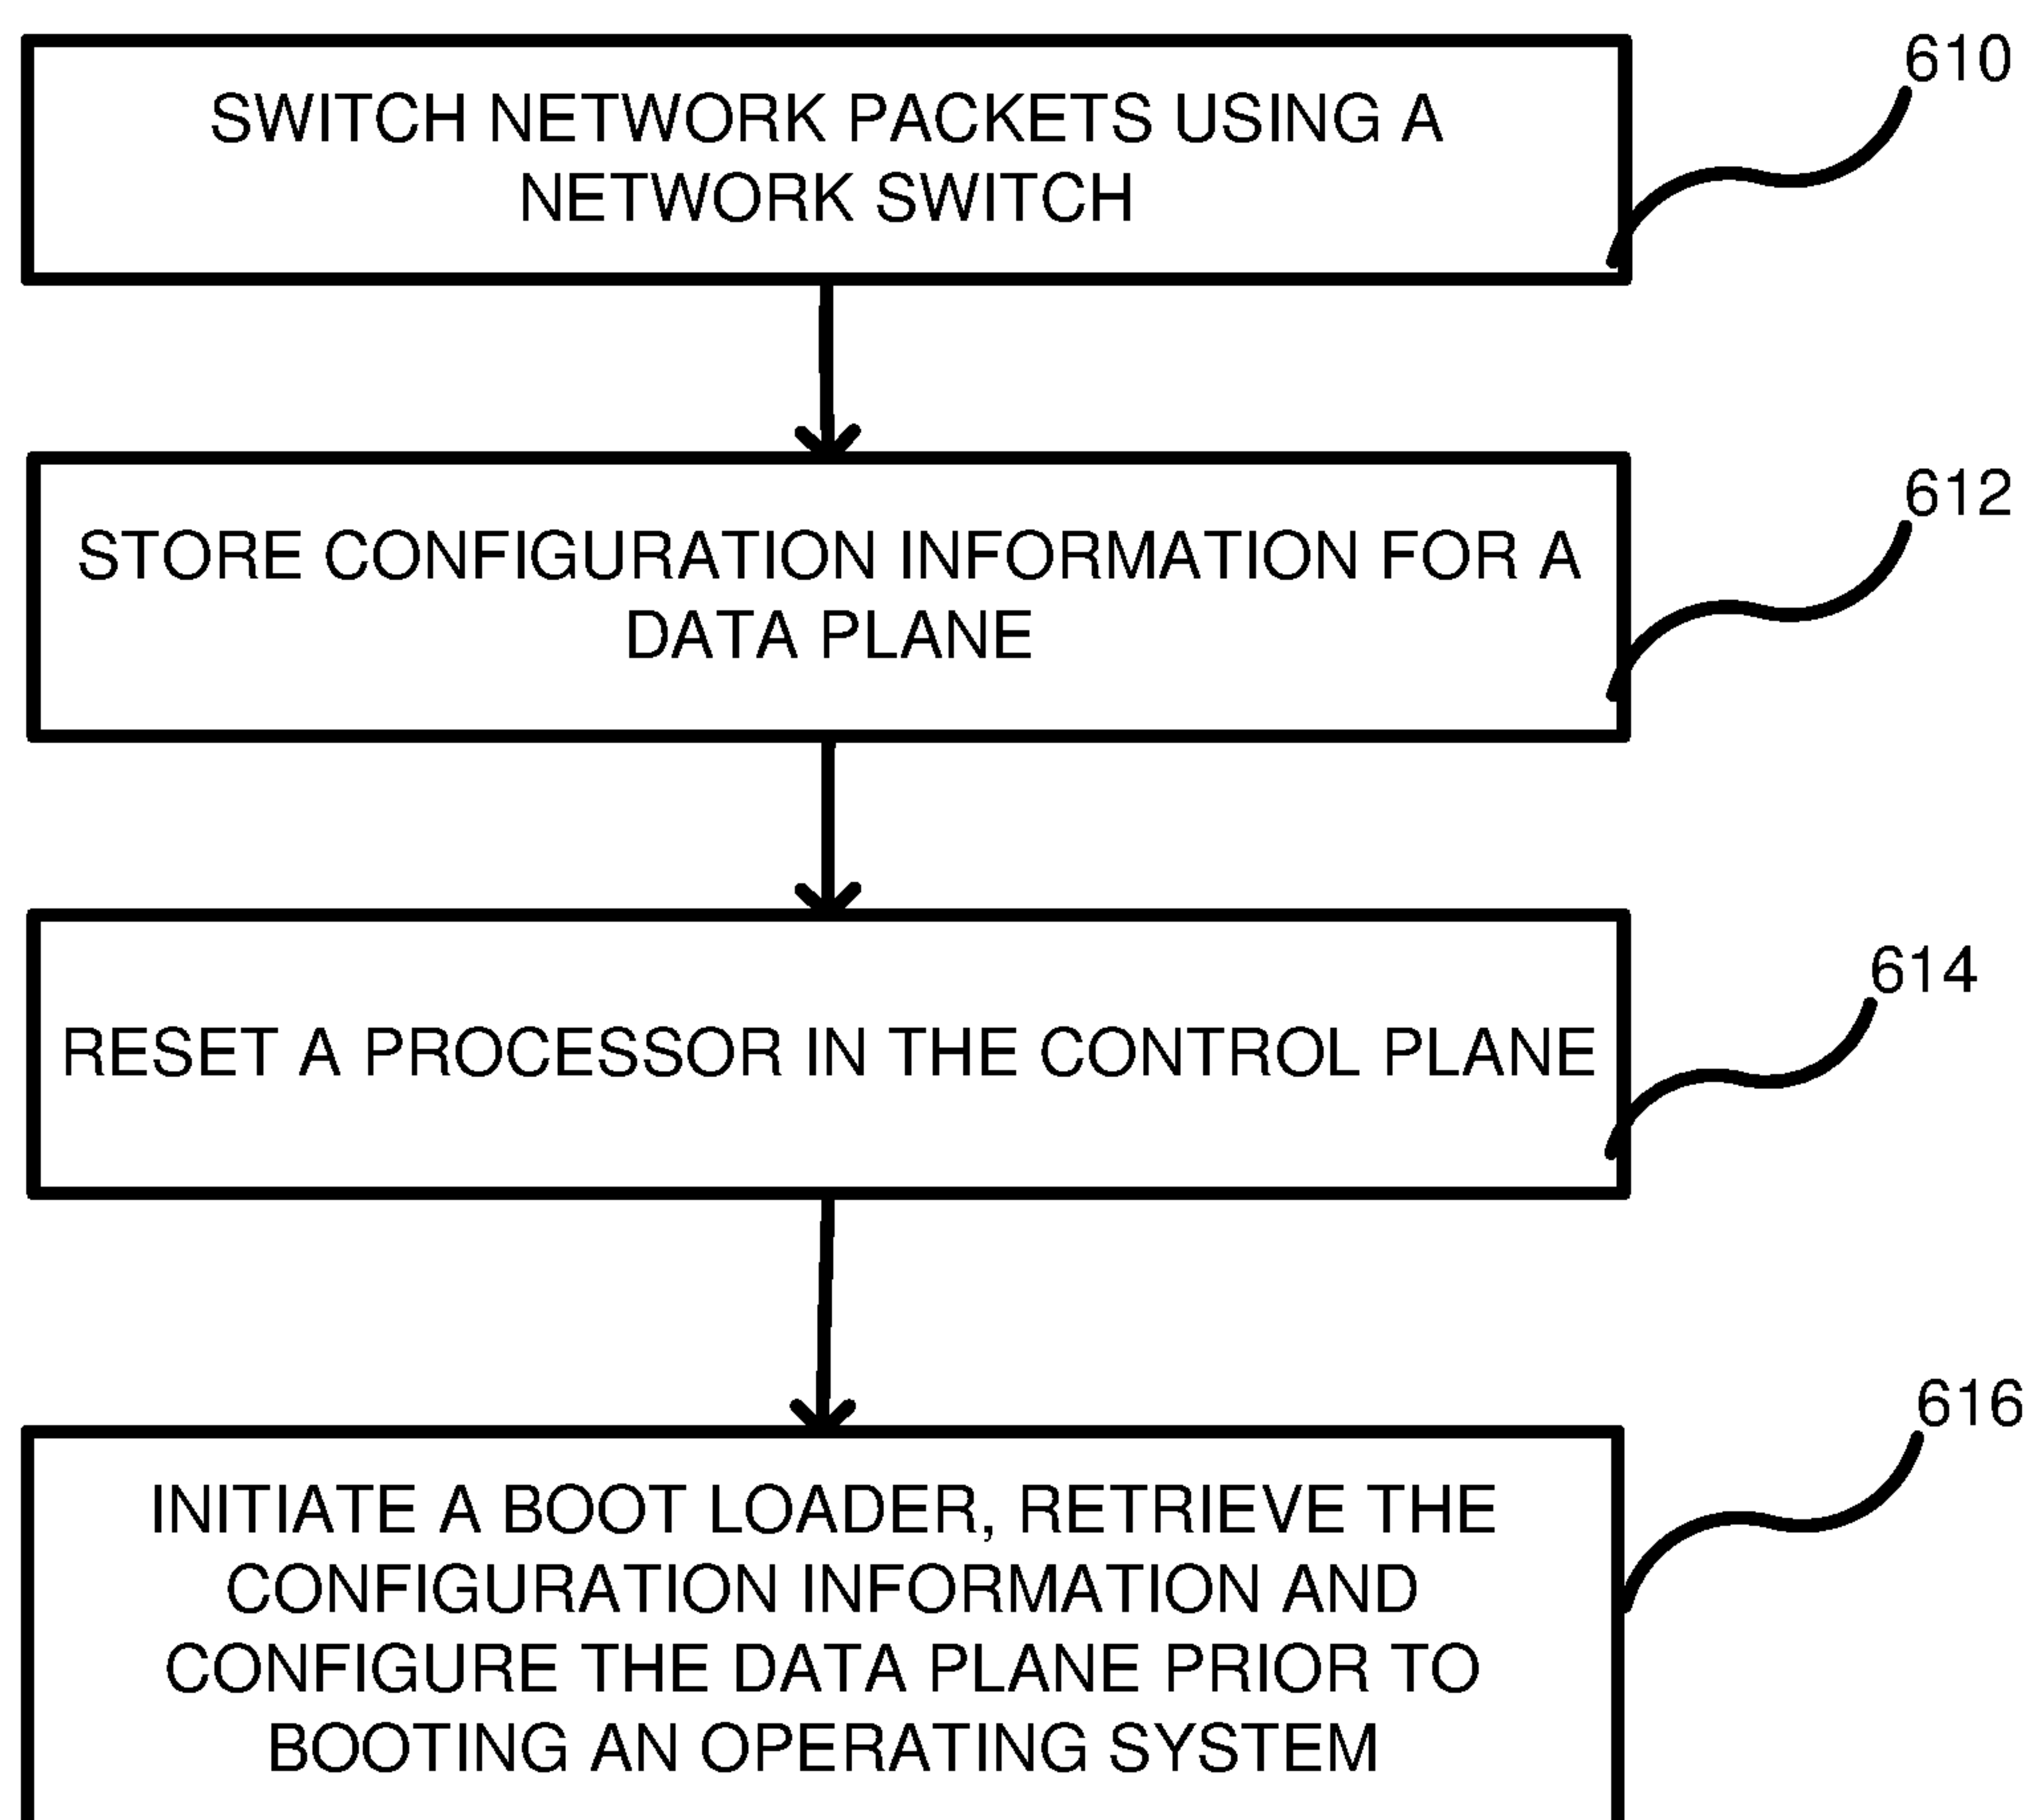 610
SWITCH NETWORK PACKETS USING A
NETWORK SWITCH
612
STORE CONFIGURATION INFORMATION FOR A
DATA PLANE
614
RESET A PROCESSOR IN THE CONTROL PLANE
616
INITIATE A BOOT LOADER, RETRIEVE THE
CONFIGURATION INFORMATION AND
CONFIGURE THE DATA PLANE PRIOR TO
BOOTING AN OPERATING SYSTEM